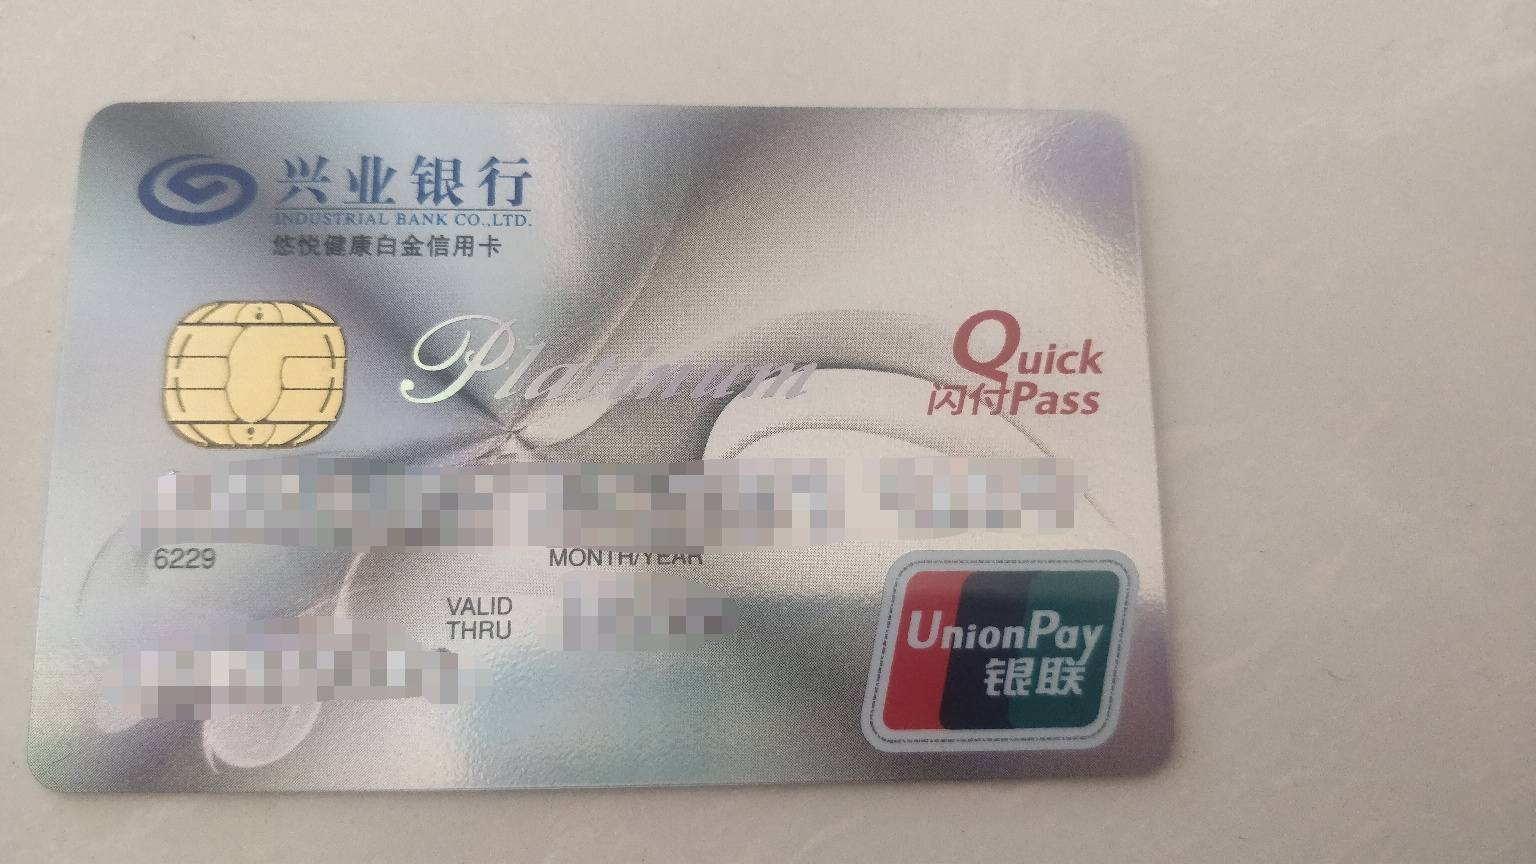 兴业银行
INDUSTRIAL BANK CO.,LTD.
悠悦健康白金信用卡
Platinum
Quick
闪付Pass
6229
MONTH/YEAR
VALID
THRU
UnionPay
银联